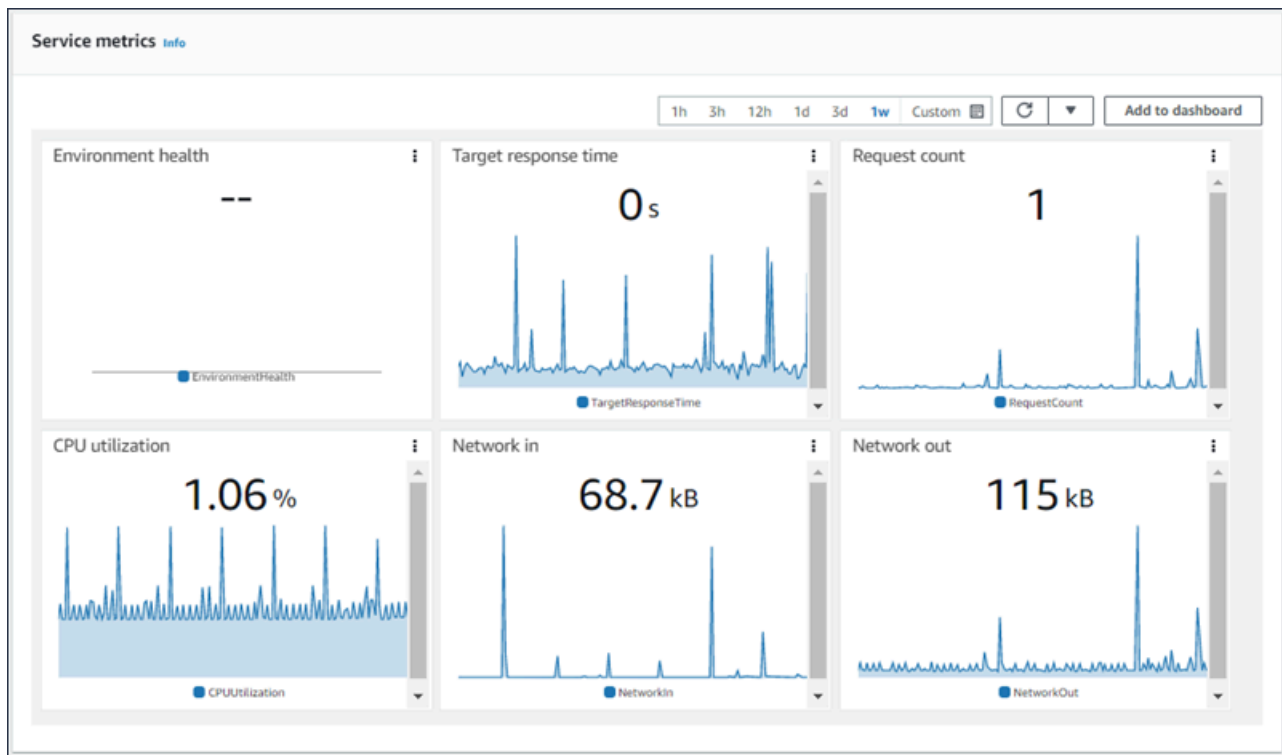 Service metrics Info
1h 3h 12h 1d 3d 1w Custom Add to dashboard
Environment health
--
EnvironmentHealth
Target response time
0 s
TargetResponseTime
Request count
1
RequestCount
CPU utilization
1.06 %
CPUUtilization
Network in
68.7 kB
NetworkIn
Network out
115 kB
NetworkOut